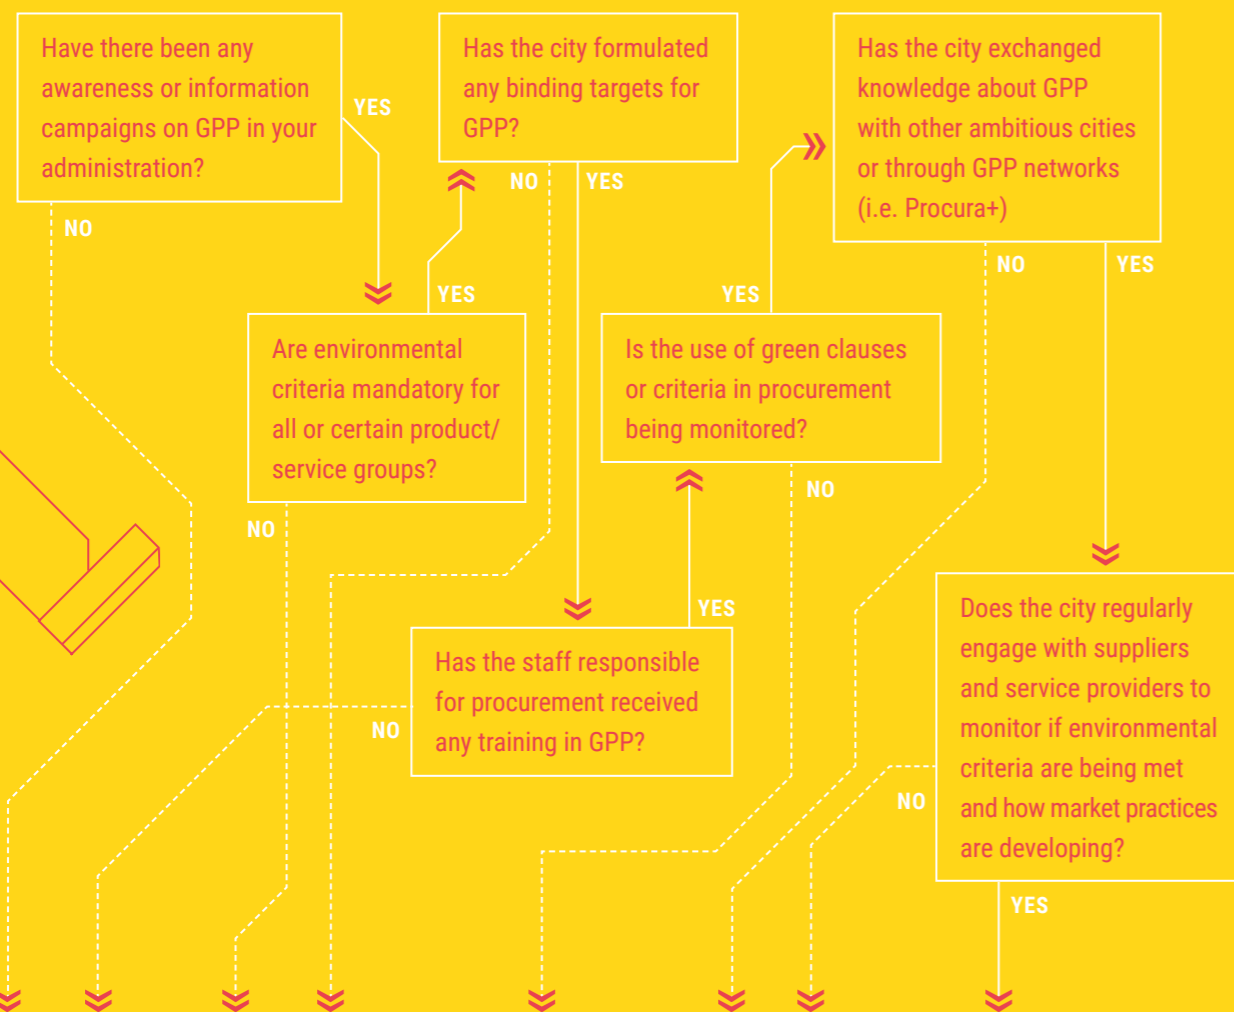 Have there been any
awareness or information
campaigns on GPP in your
administration?
YES
NO
Are environmental
criteria mandatory for
all or certain product/
service groups?
YES
NO
Has the city formulated
any binding targets for
GPP?
NO
YES
Has the staff responsible
for procurement received
any training in GPP?
YES
NO
Is the use of green clauses
or criteria in procurement
being monitored?
YES
NO
Has the city exchanged
knowledge about GPP
with other ambitious cities
or through GPP networks
(i.e. Procura+)
NO
YES
Does the city regularly
engage with suppliers
and service providers to
monitor if environmental
criteria are being met
and how market practices
are developing?
NO
YES